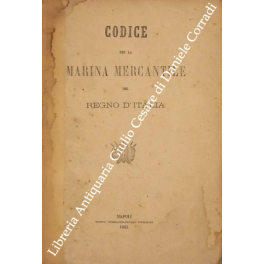 CODICE
PER LA
MARINA MERCANTILE
DEL
REGNO D'ITALIA
NAPOLI
Libreria Antiquaria Giulio Cesare di Daniele Corradi